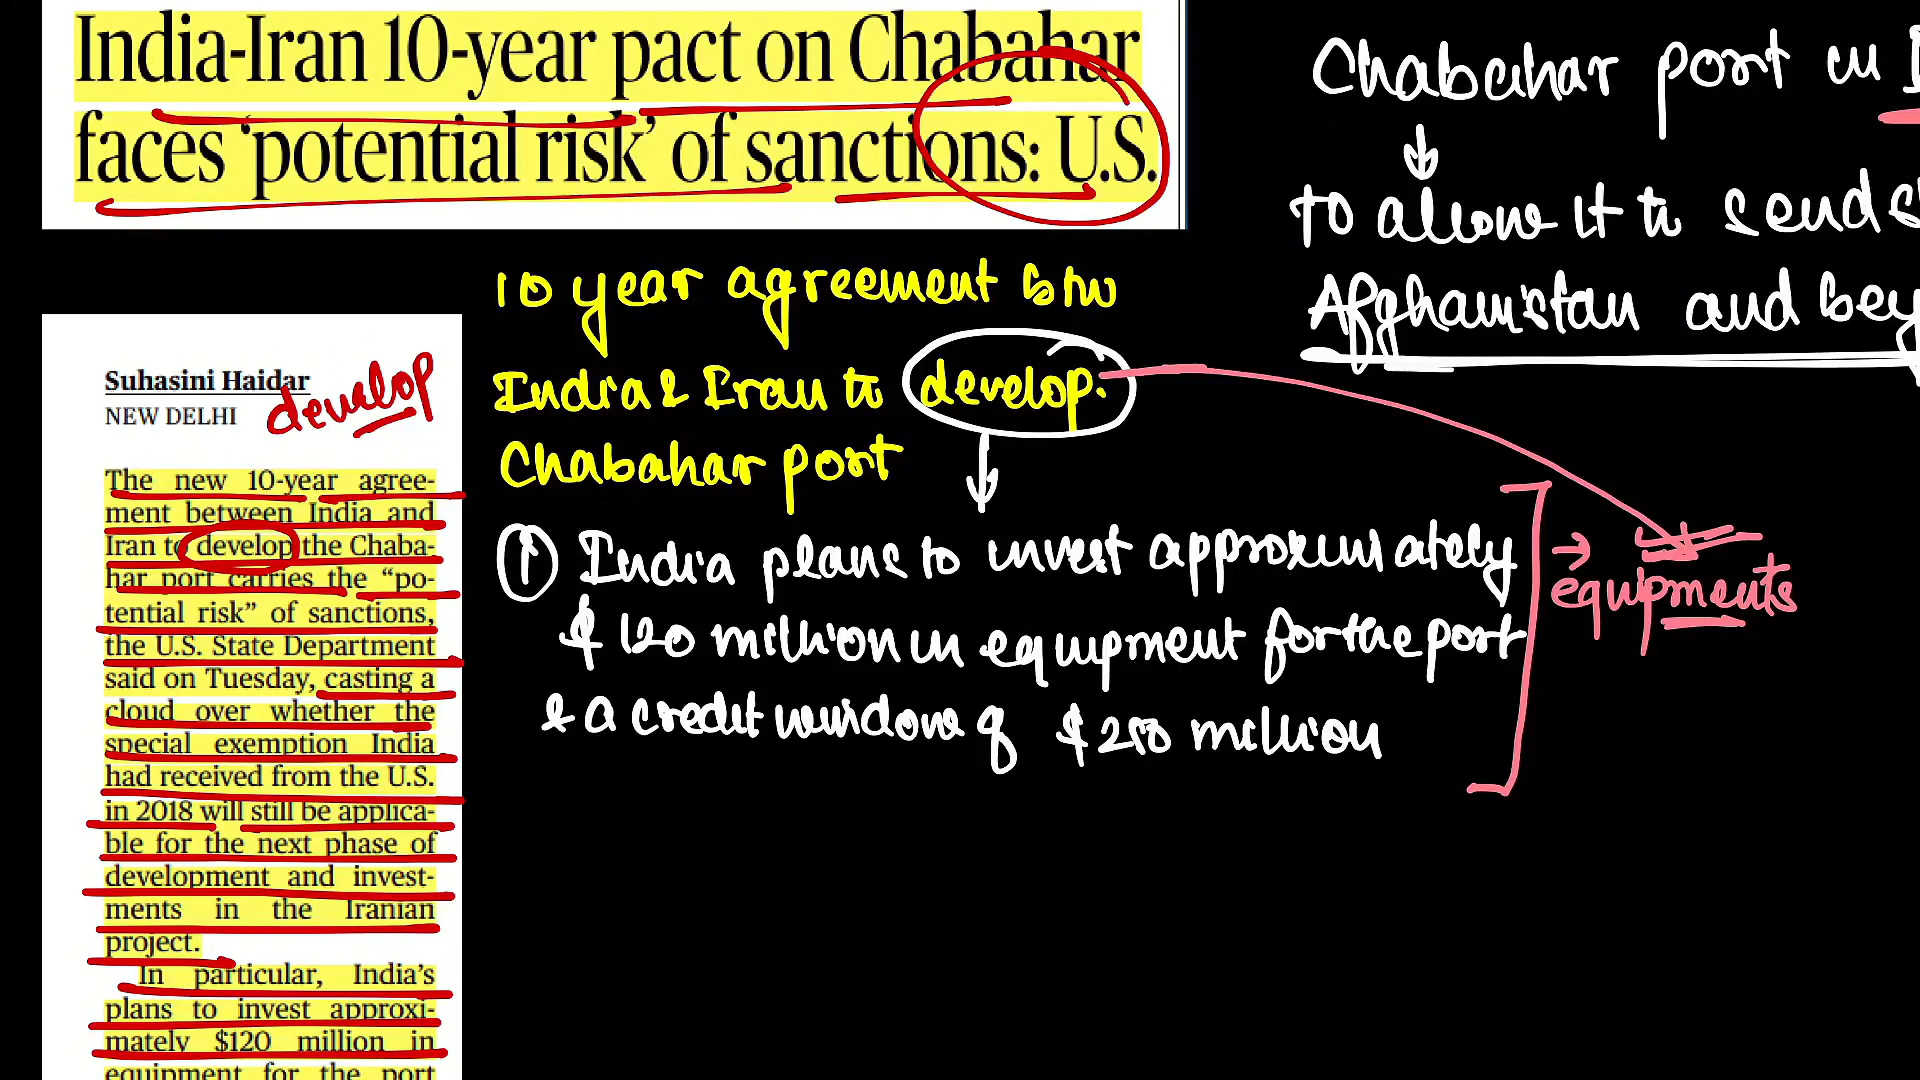 India-Iran 10-year pact on Chabahar
faces ‘potential risk’ of sanctions: U.S.
Suhasini Haidar
NEW DELHI
develop
The new 10-year agree-
ment between India and
Iran to develop the Chaba-
har port carries the “po-
tential risk” of sanctions,
the U.S. State Department
said on Tuesday, casting a
cloud over whether the
special exemption India
had received from the U.S.
in 2018 will still be applica-
ble for the next phase of
development and invest-
ments in the Iranian
project.
In particular, India’s
plans to invest approxi-
mately $120 million in
equipment for the port
10 year agreement btw
India & Iran to develop.
Chabahar port
① India plans to invest approximately
$120 million in equipment for the port
& a credit window of $250 million
→
equipments
Chabahar port in
to allow it to send
Afghanistan and bey